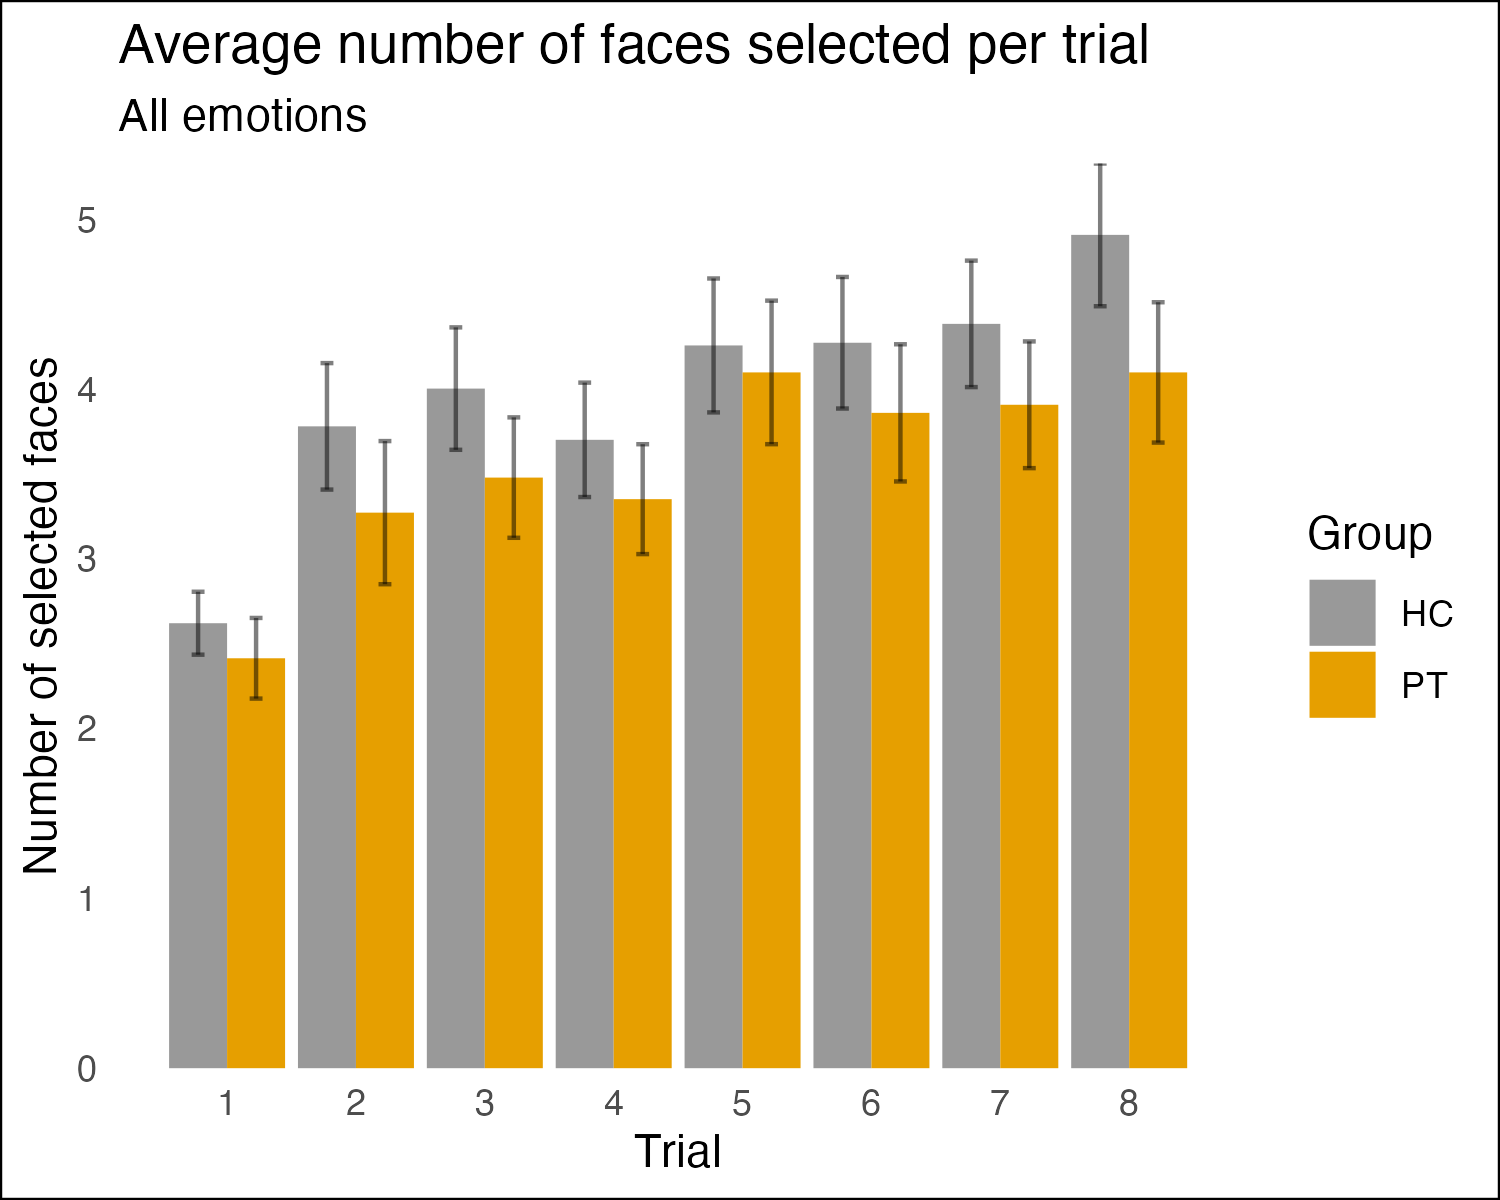 Average number of faces selected per trial
All emotions
Number of selected faces
5
4
3
2
1
0
1 2 3 4 5 6 7 8
Trial
Group
HC
PT